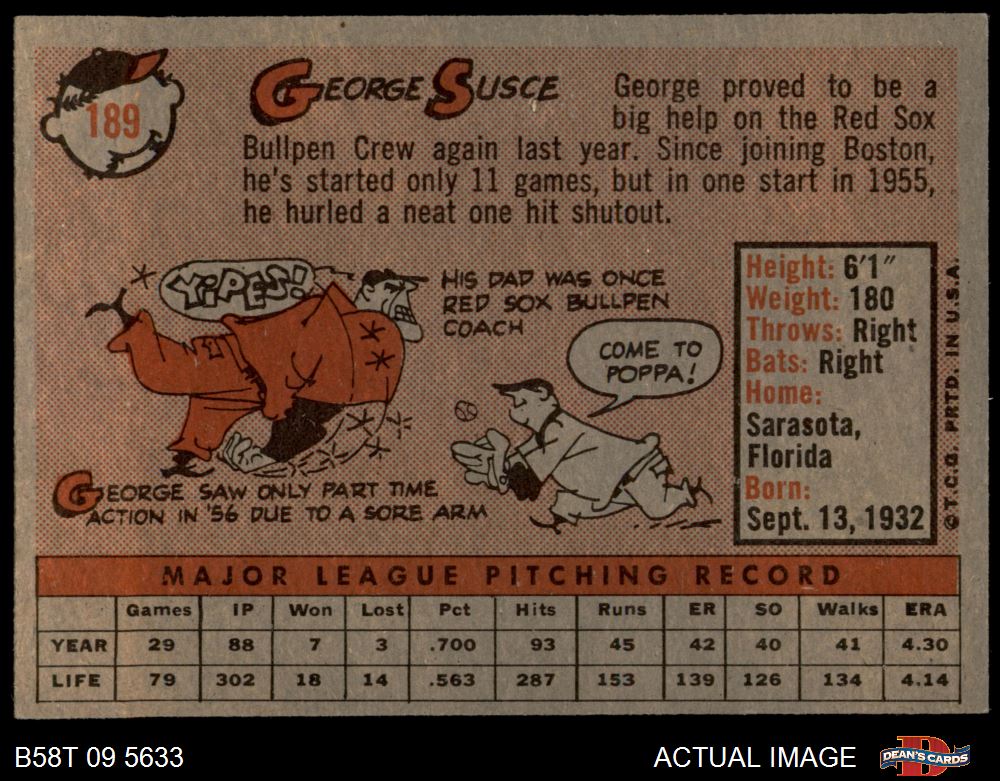 189
GEORGE SUSCE
George proved to be a
big help on the Red Sox
Bullpen Crew again last year. Since joining Boston,
he's started only 11 games, but in one start in 1955,
he hurled a neat one hit shutout.
YIPES!
HIS DAD WAS ONCE
RED SOX BULLPEN
COACH
COME TO
POPPA!
GEORGE SAW ONLY PART TIME
ACTION IN '56 DUE TO A SORE ARM
Height: 6'1"
Weight: 180
Throws: Right
Bats: Right
Home:
Sarasota,
Florida
Born:
Sept. 13, 1932
© T.C.G. PRTD. IN U.S.A.
MAJOR LEAGUE PITCHING RECORD
Games IP Won Lost Pct Hits Runs ER SO Walks ERA
YEAR 29 88 7 3 .700 93 45 42 40 41 4.30
LIFE 79 302 18 14 .563 287 153 139 126 134 4.14
B58T 09 5633
ACTUAL IMAGE
DEAN'S CARDS